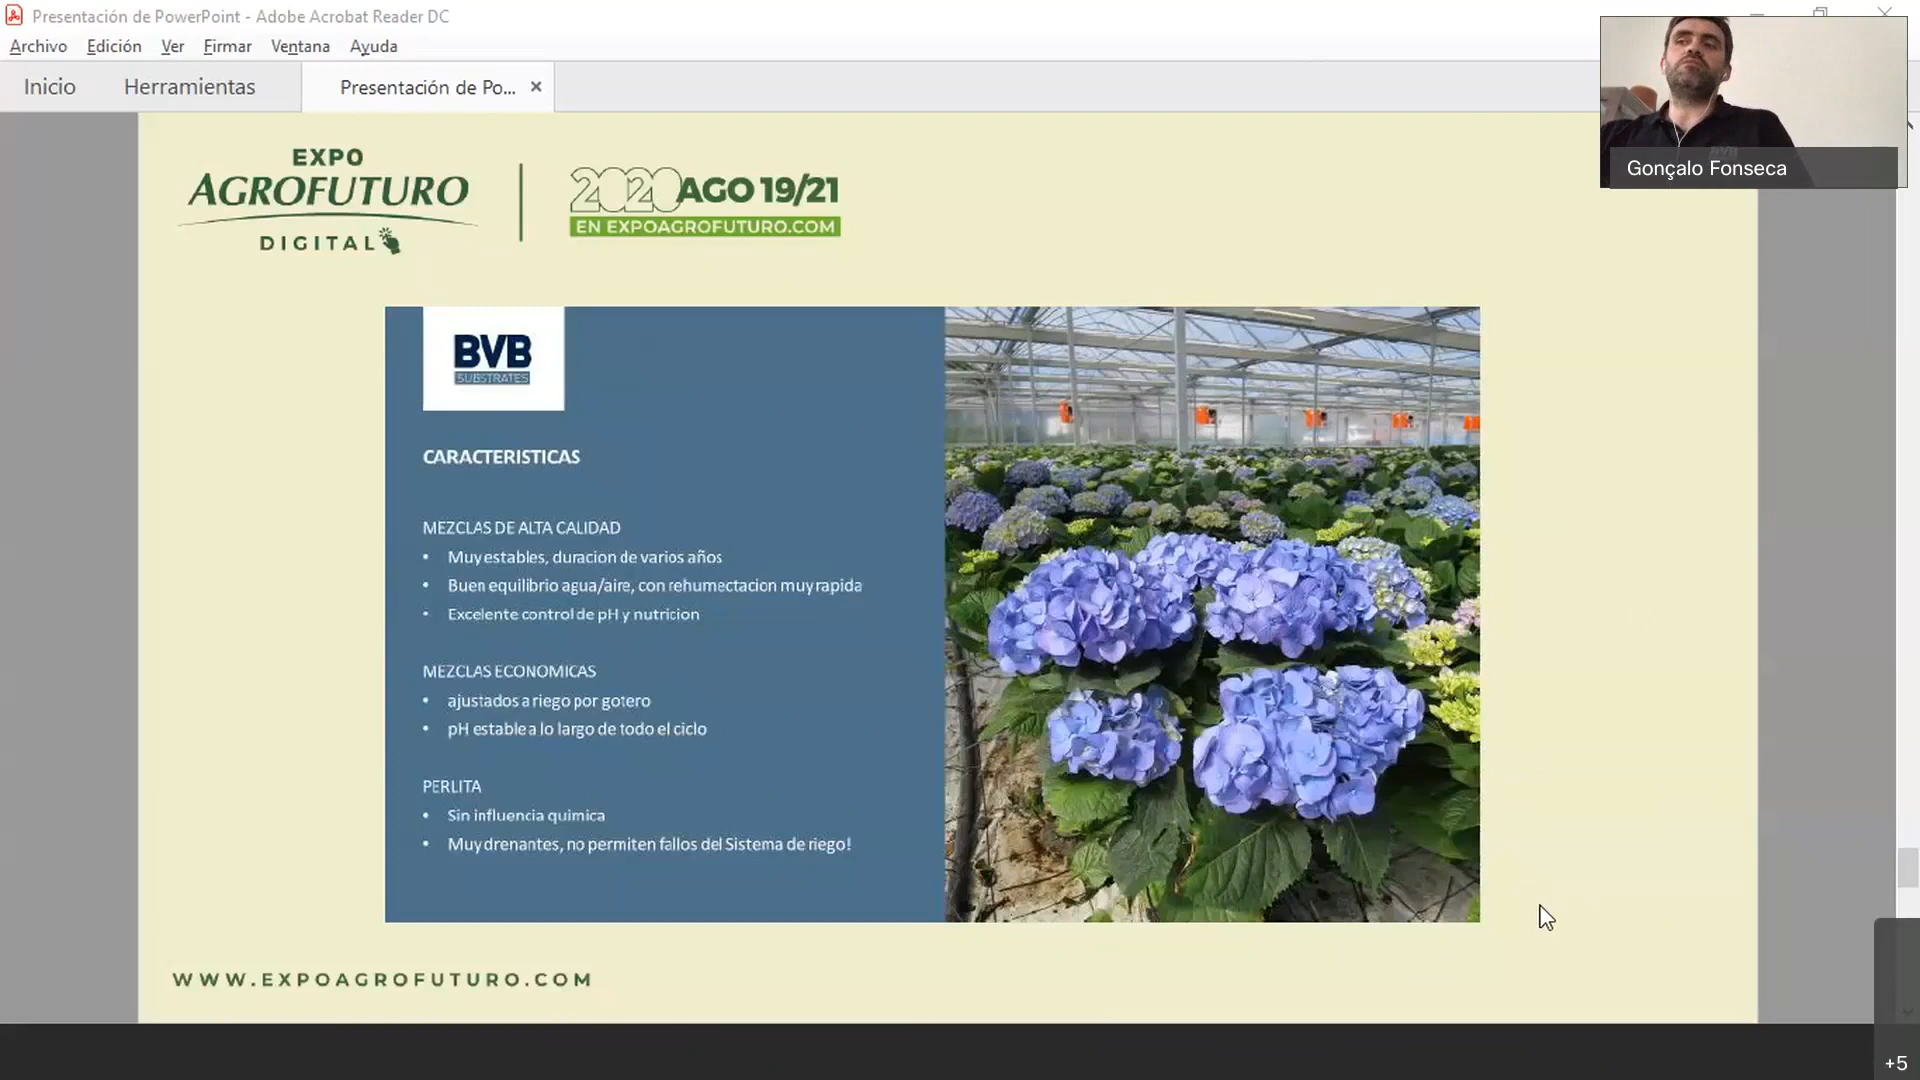 Presentación de PowerPoint - Adobe Acrobat Reader DC
Archivo Edición Ver Firmar Ventana Ayuda
Inicio Herramientas Presentación de Po... ×
Gonçalo Fonseca
EXPO
AGROFUTURO
DIGITAL
2020 AGO 19/21
EN EXPOAGROFUTURO.COM
BVB
SUBSTRATES
CARACTERISTICAS
MEZCLAS DE ALTA CALIDAD
• Muy estables, duracion de varios años
• Buen equilibrio agua/aire, con rehumectacion muy rapida
• Excelente control de pH y nutricion
MEZCLAS ECONOMICAS
• ajustados a riego por gotero
• pH estable a lo largo de todo el ciclo
PERLITA
• Sin influencia quimica
• Muy drenantes, no permiten fallos del Sistema de riego!
WWW.EXPOAGROFUTURO.COM
+5